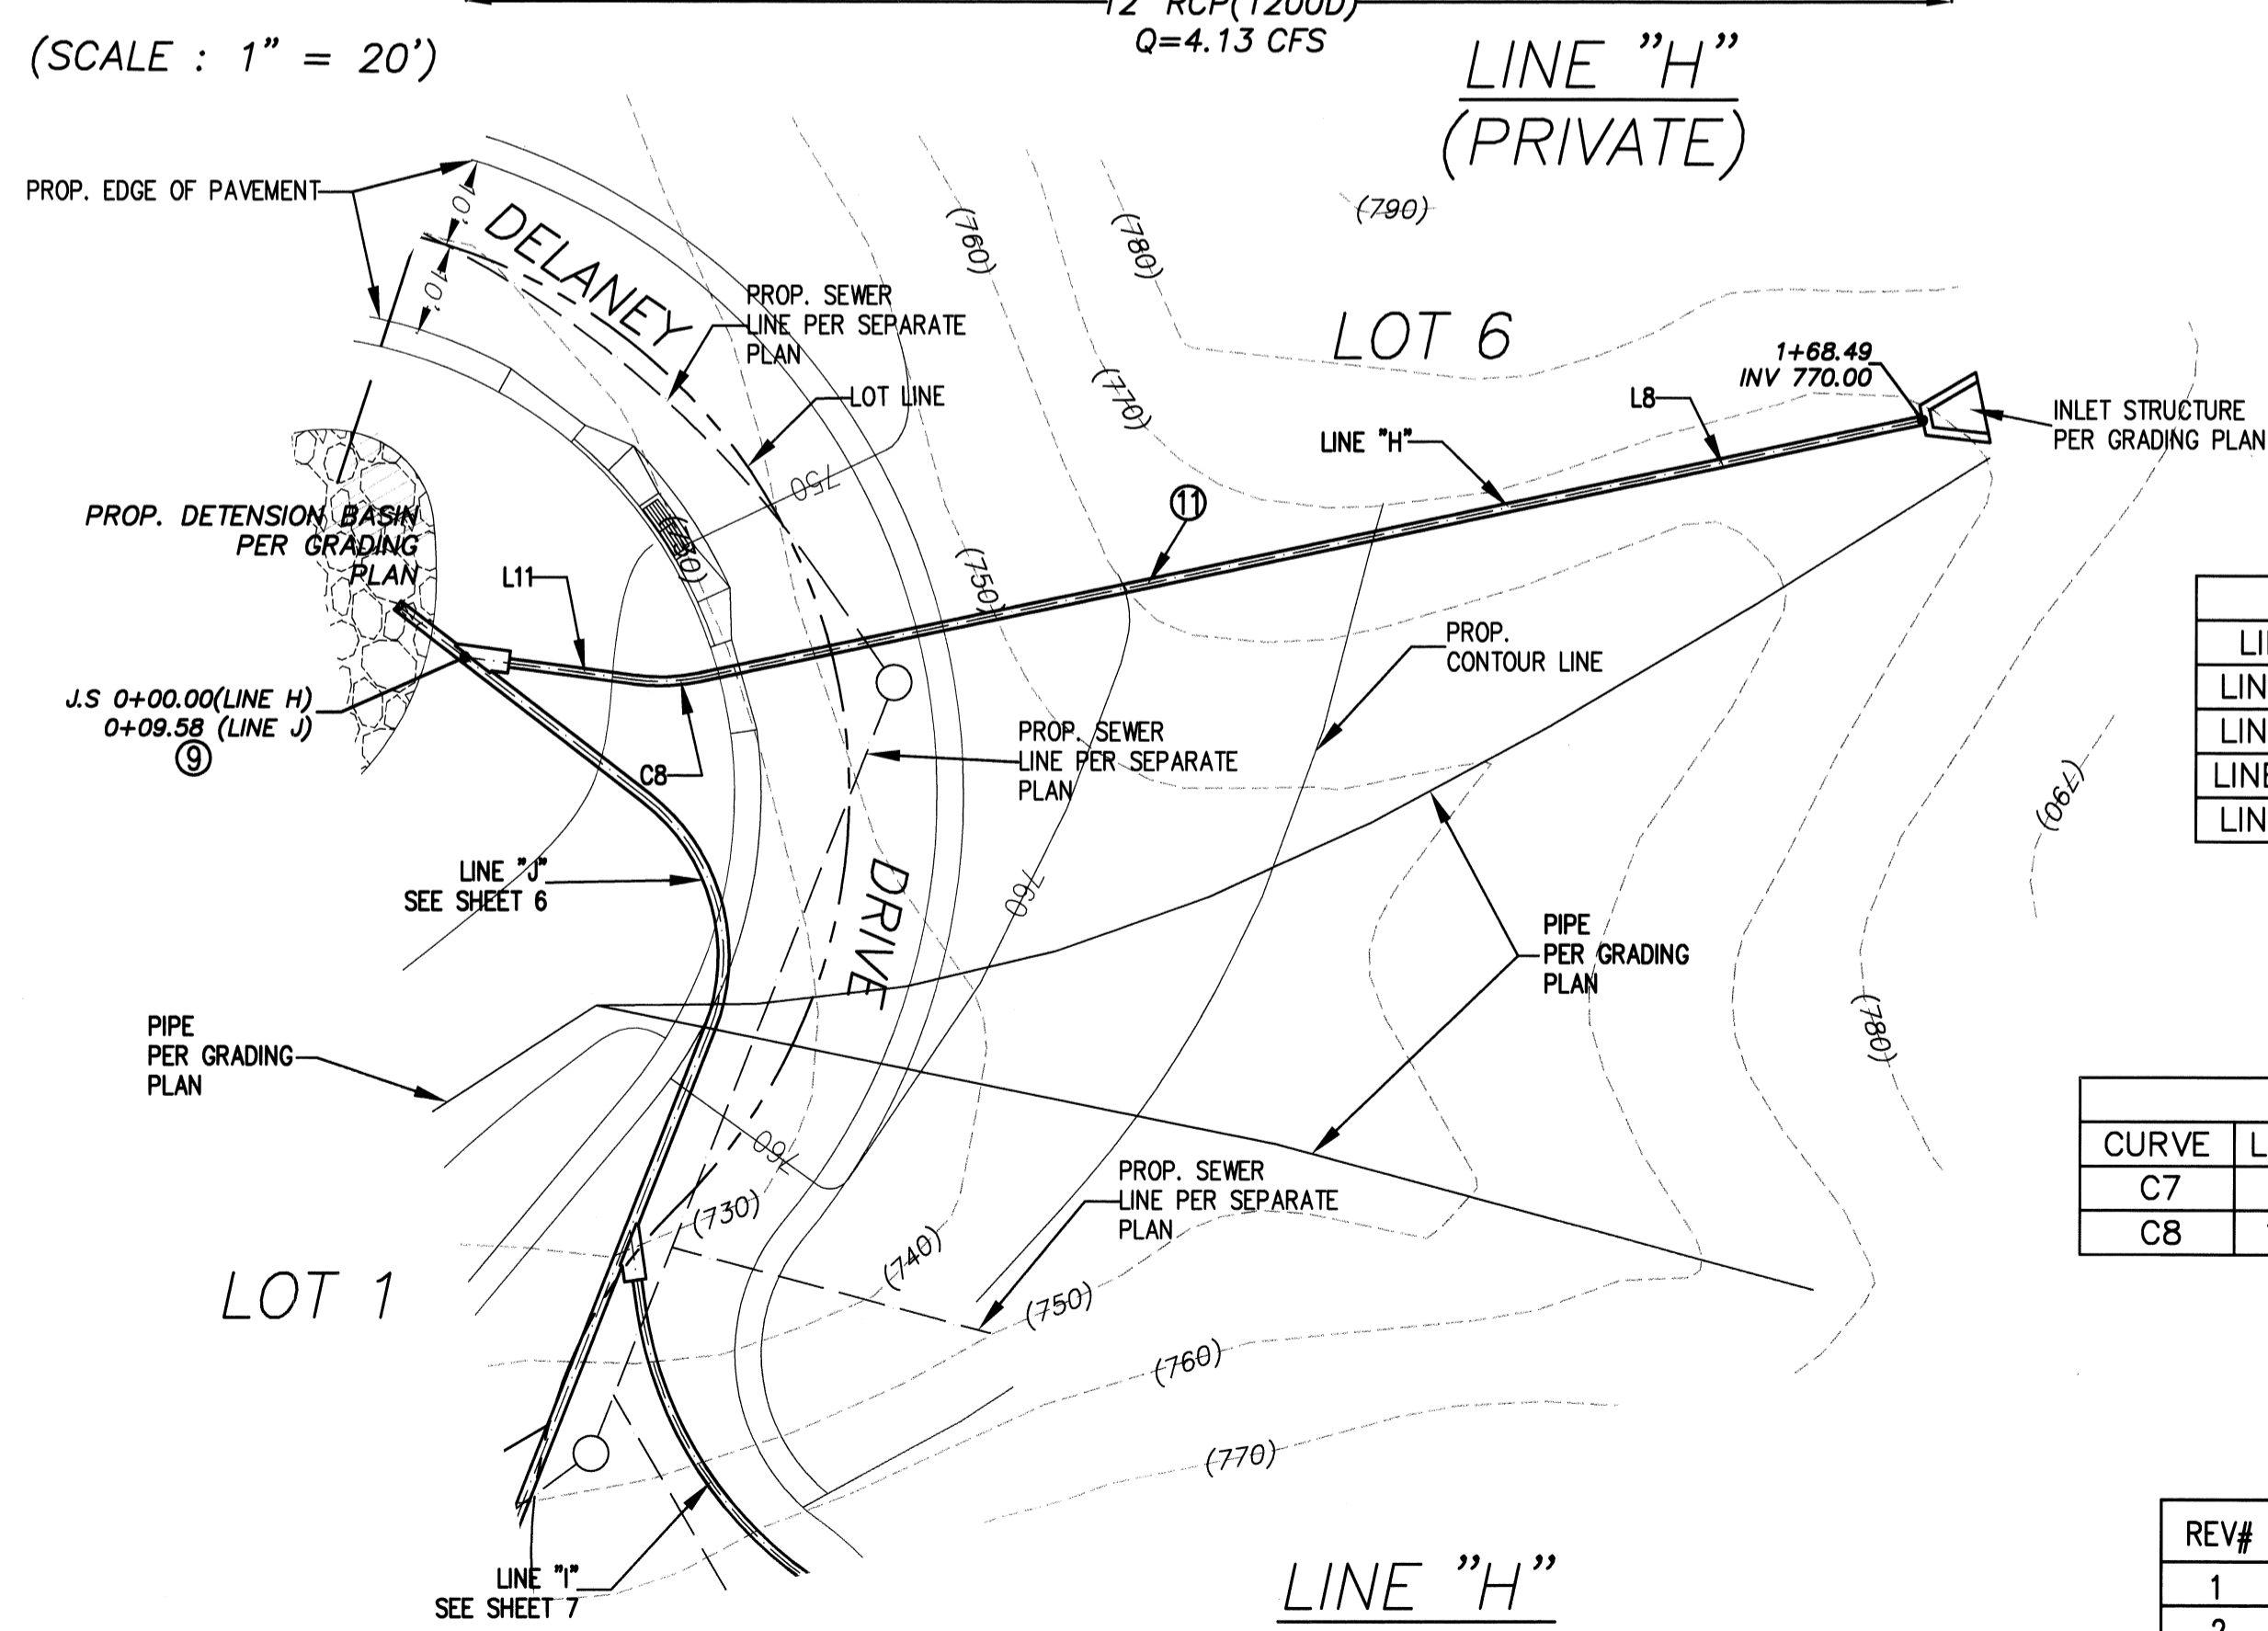 12" RCP(1200D)
Q=4.13 CFS
(SCALE : 1" = 20')
LINE "H"
(PRIVATE)
PROP. EDGE OF PAVEMENT
10'
10'
DELANEY
(760)
(780)
(790)
PROP. SEWER
LINE PER SEPARATE
PLAN
LOT 6
LOT LINE
(770)
1+68.49
INV 770.00
L8
INLET STRUCTURE
PER GRADING PLAN
LINE "H"
750
11
PROP. DETENSION BASIN
PER GRADING
PLAN
(730)
(750)
L11
PROP.
CONTOUR LINE
J.S 0+00.00(LINE H)
0+09.58 (LINE J)
9
C8
PROP. SEWER
LINE PER SEPARATE
PLAN
(790)
LINE "J"
SEE SHEET 6
760
DRIVE
PIPE
PER GRADING
PLAN
(780)
PIPE
PER GRADING
PLAN
760
PROP. SEWER
LINE PER SEPARATE
PLAN
(730)
(740)
LOT 1
(750)
(760)
(770)
LINE "I"
SEE SHEET 7
LINE "H"
LI
LIN
LIN
LINE
LIN
CURVE L
C7
C8
REV#
1
2